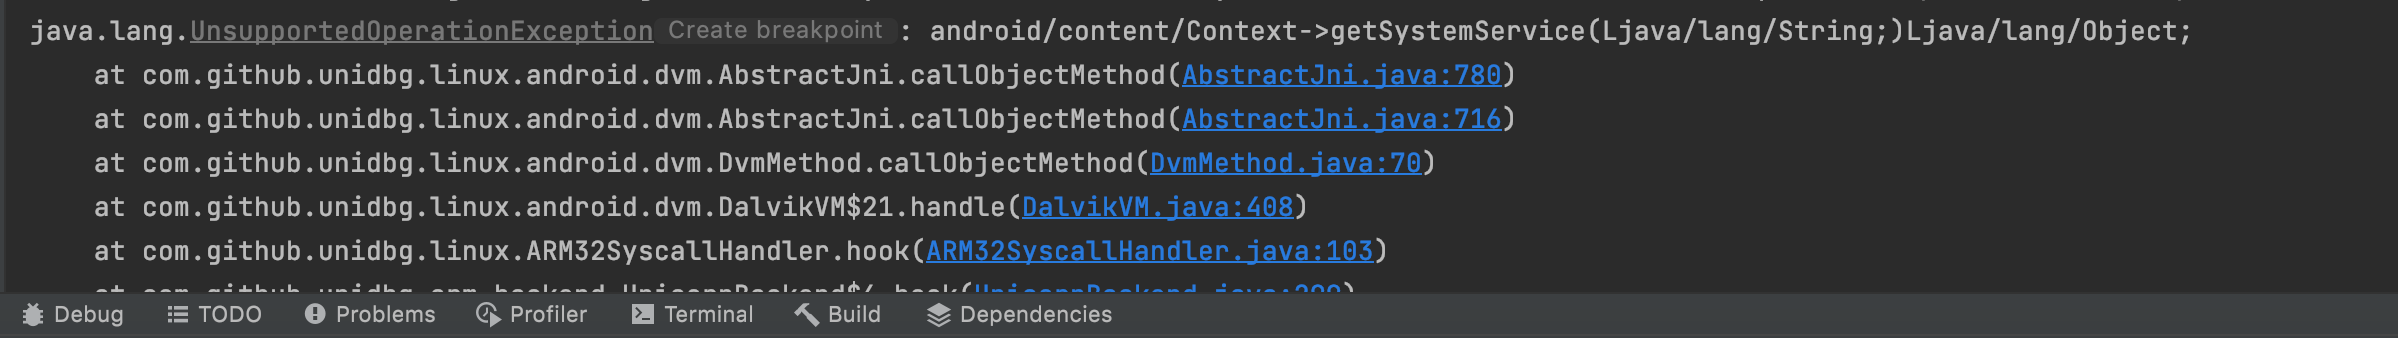 java.lang.UnsupportedOperationException Create breakpoint : android/content/Context->getSystemService(Ljava/lang/String;)Ljava/lang/Object;
at com.github.unidbg.linux.android.dvm.AbstractJni.callObjectMethod(AbstractJni.java:780)
at com.github.unidbg.linux.android.dvm.AbstractJni.callObjectMethod(AbstractJni.java:716)
at com.github.unidbg.linux.android.dvm.DvmMethod.callObjectMethod(DvmMethod.java:70)
at com.github.unidbg.linux.android.dvm.DalvikVM$21.handle(DalvikVM.java:408)
at com.github.unidbg.linux.ARM32SyscallHandler.hook(ARM32SyscallHandler.java:103)
Debug TODO Problems Profiler Terminal Build Dependencies